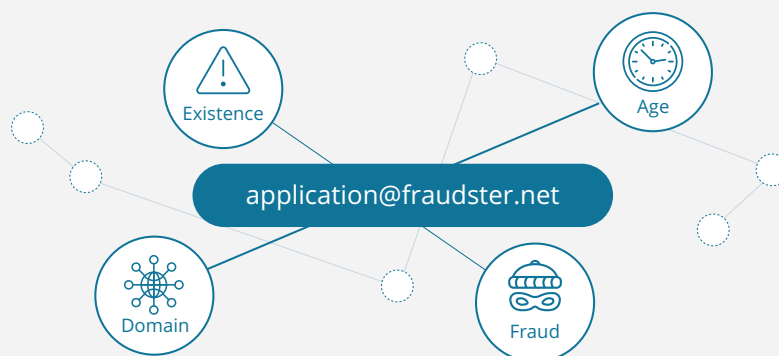 Existence
Age
application@fraudster.net
Domain
Fraud